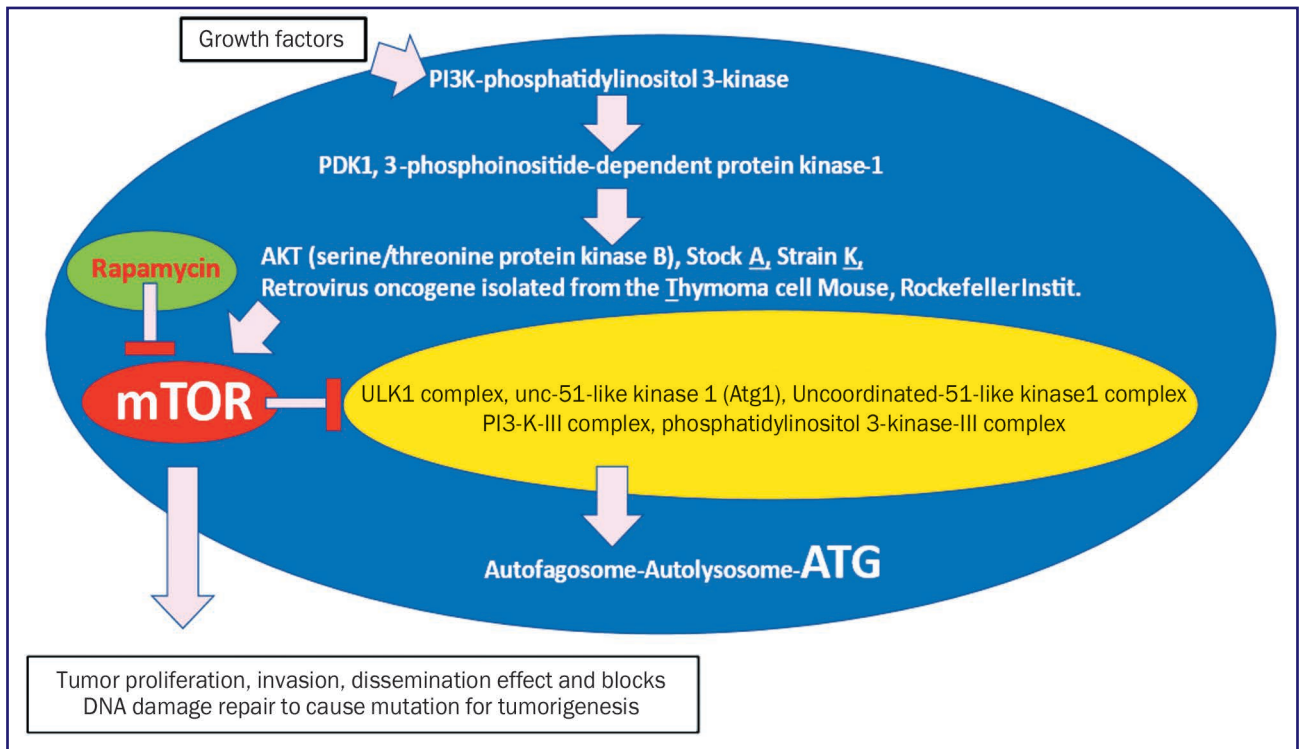 Growth factors
PI3K-phosphatidylinositol 3-kinase
PDK1, 3-phosphoinositide-dependent protein kinase-1
AKT (serine/threonine protein kinase B), Stock A, Strain K,
Retrovirus oncogene isolated from the Thymoma cell Mouse, RockefellerInstit.
Rapamycin
mTOR
ULK1 complex, unc-51-like kinase 1 (Atg1), Uncoordinated-51-like kinase1 complex
PI3-K-III complex, phosphatidylinositol 3-kinase-III complex
Autofagosome-Autolysosome-ATG
Tumor proliferation, invasion, dissemination effect and blocks
DNA damage repair to cause mutation for tumorigenesis